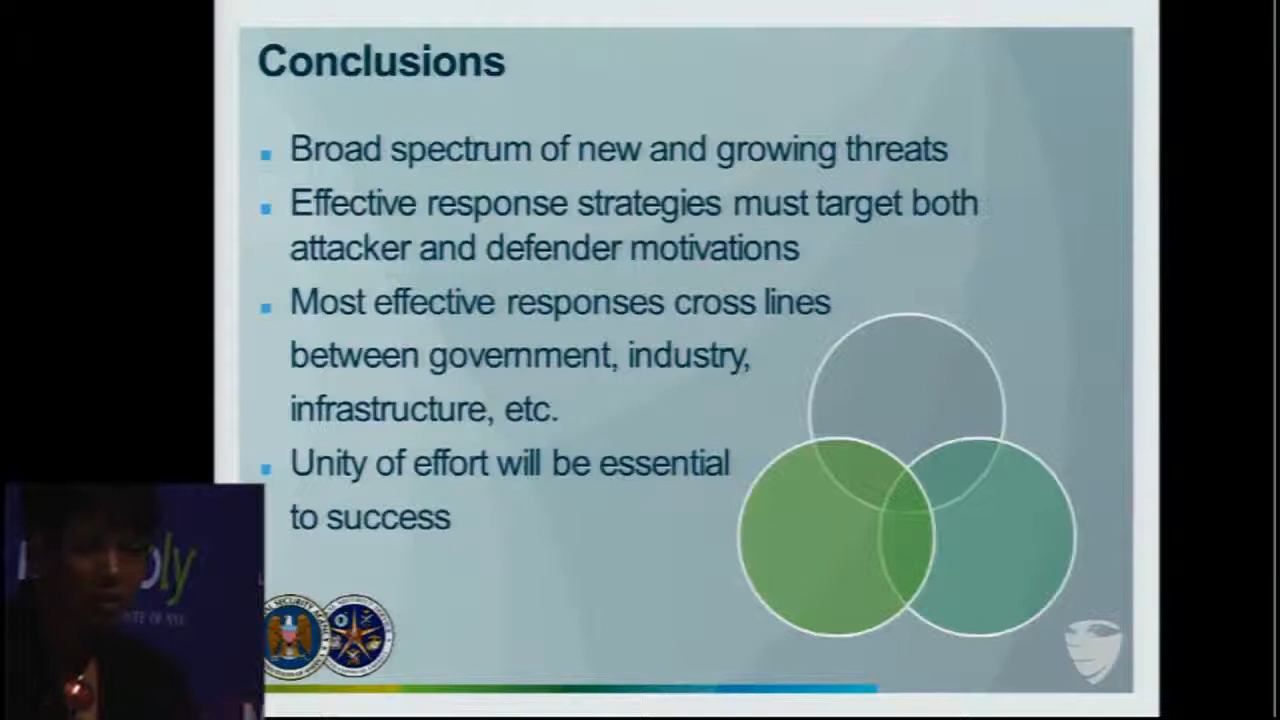 Conclusions
Broad spectrum of new and growing threats
Effective response strategies must target both
attacker and defender motivations
Most effective responses cross lines
between government, industry,
infrastructure, etc.
Unity of effort will be essential
to success
ly